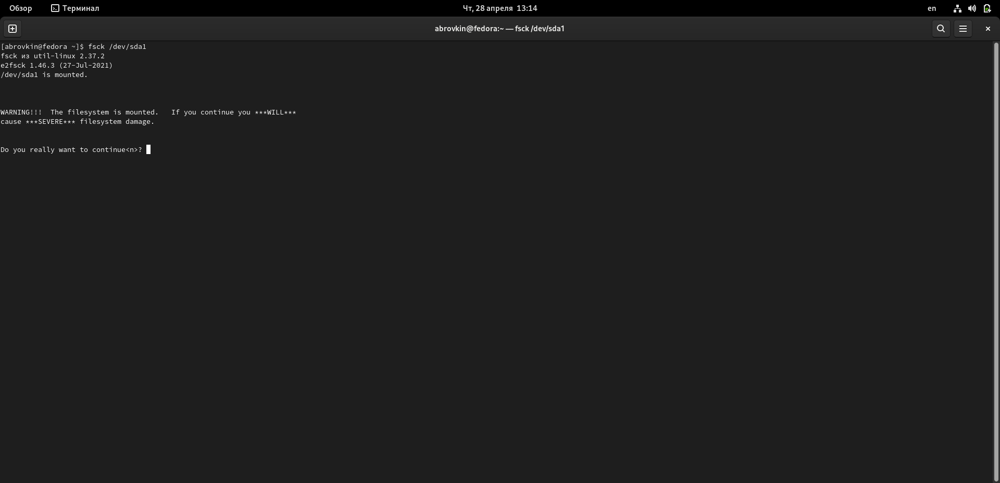 Обзор Терминал Чт, 28 апреля 13:14 en
abrovkin@fedora:~ — fsck /dev/sda1
[abrovkin@fedora ~]$ fsck /dev/sda1
fsck из util-linux 2.37.2
e2fsck 1.46.3 (27-Jul-2021)
/dev/sda1 is mounted.
WARNING!!!  The filesystem is mounted.   If you continue you ***WILL***
cause ***SEVERE*** filesystem damage.
Do you really want to continue<n>?